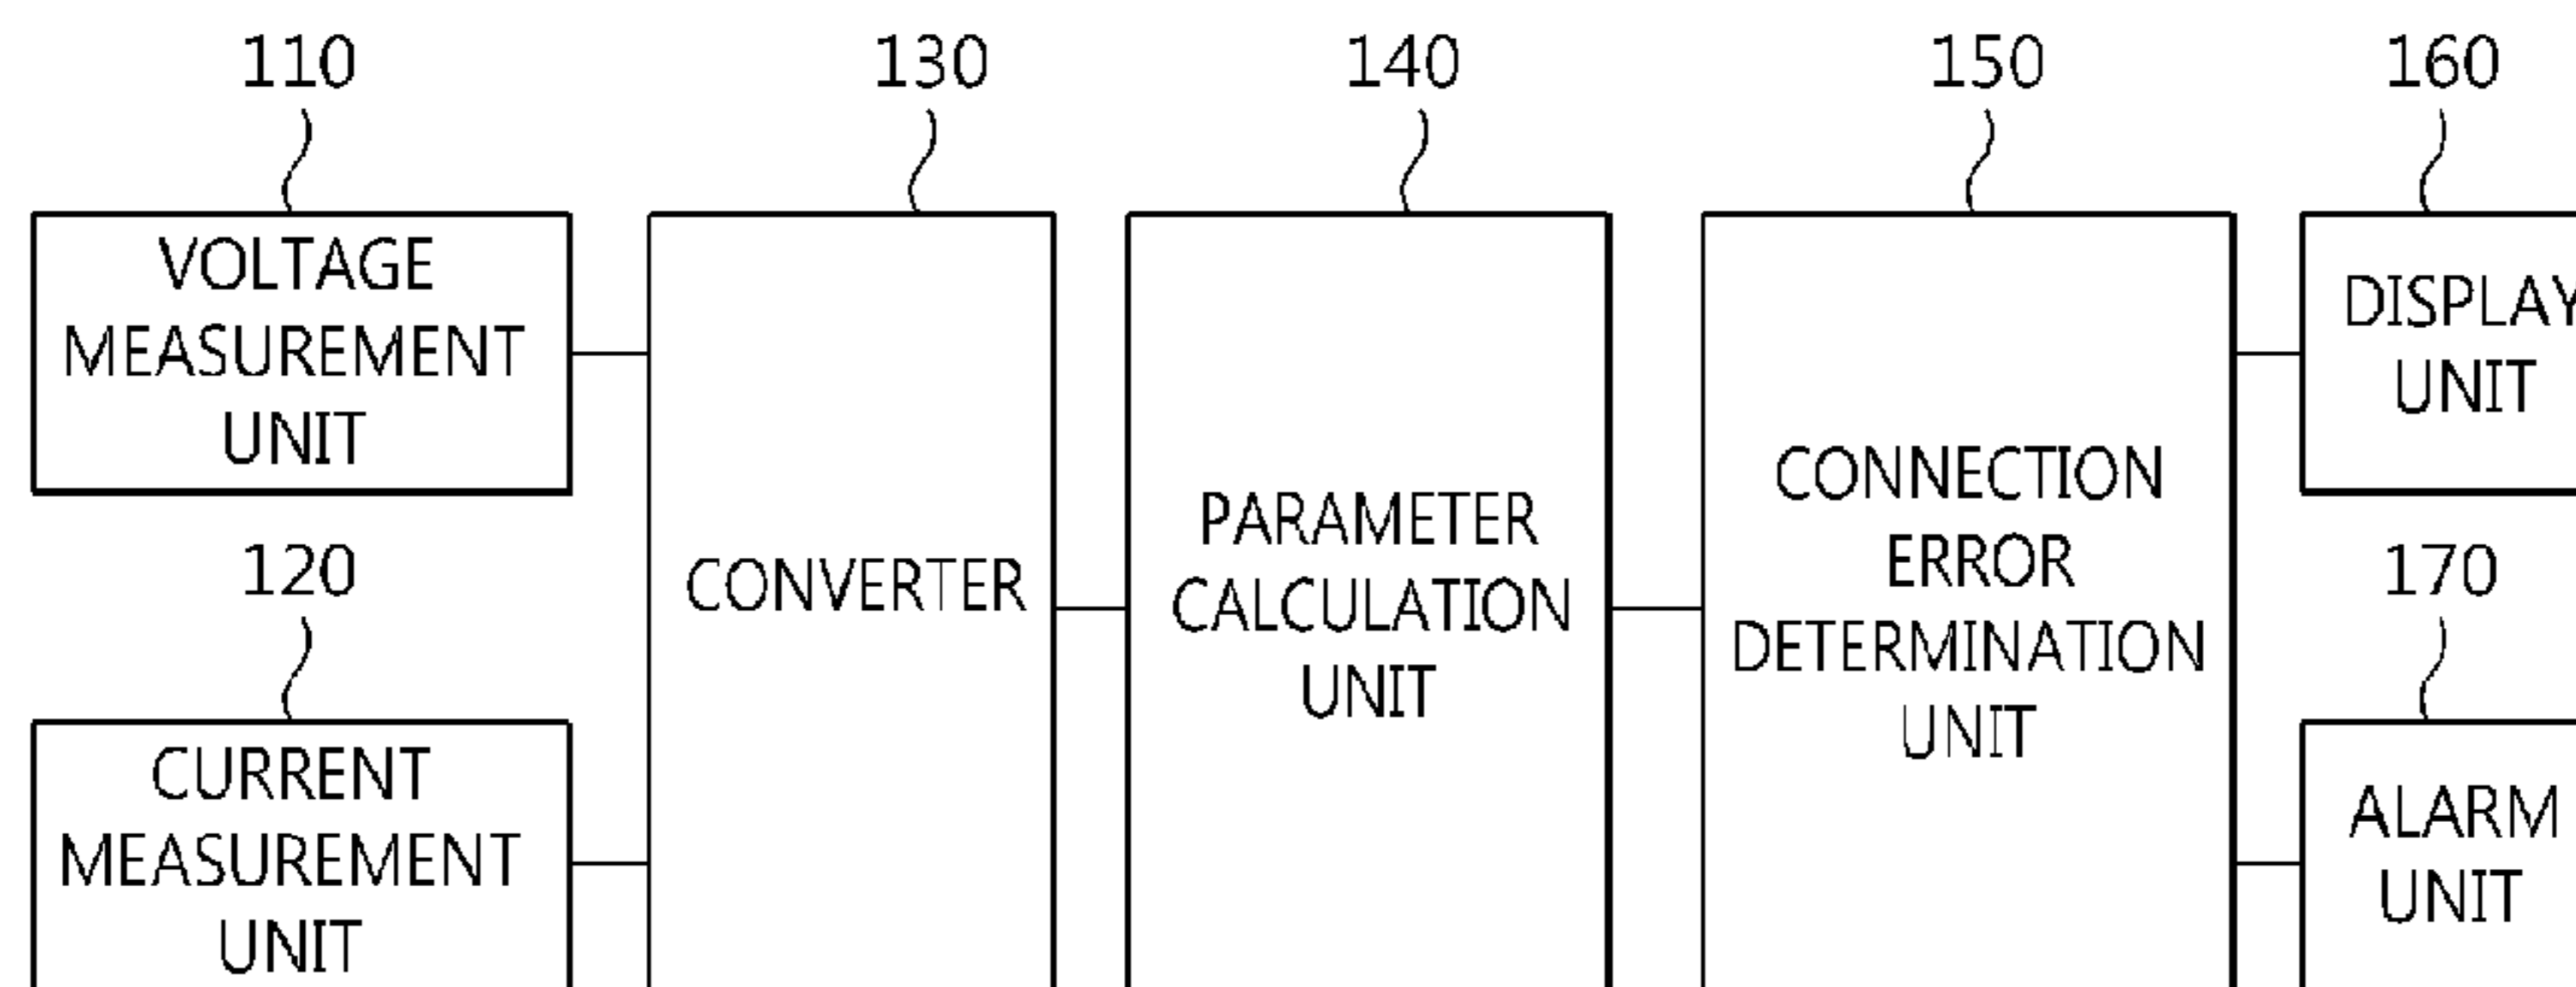 110
130
140
150
160
VOLTAGE
MEASUREMENT
UNIT
120
CURRENT
MEASUREMENT
UNIT
CONVERTER
PARAMETER
CALCULATION
UNIT
CONNECTION
ERROR
DETERMINATION
UNIT
DISPLAY
UNIT
170
ALARM
UNIT